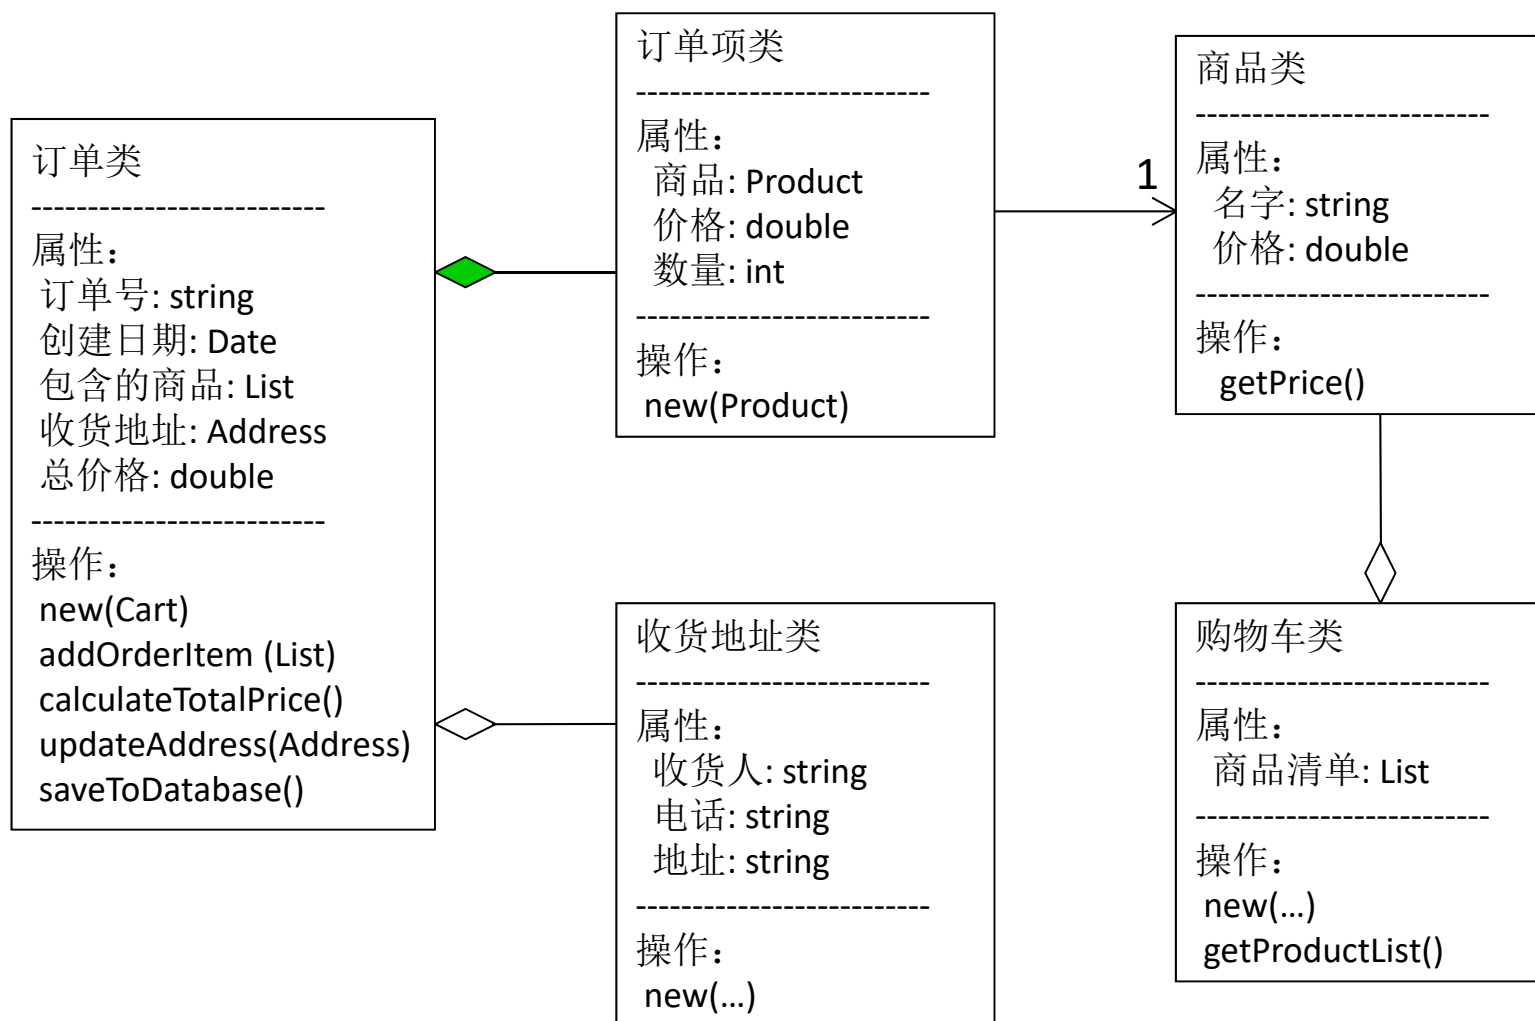 订单类
--------------------------
属性：
订单号: string
创建日期: Date
包含的商品: List
收货地址: Address
总价格: double
--------------------------
操作：
new(Cart)
addOrderItem (List)
calculateTotalPrice()
updateAddress(Address)
saveToDatabase()
订单项类
--------------------------
属性：
商品: Product
价格: double
数量: int
--------------------------
操作：
new(Product)
1
商品类
--------------------------
属性：
名字: string
价格: double
--------------------------
操作：
getPrice()
收货地址类
--------------------------
属性：
收货人: string
电话: string
地址: string
--------------------------
操作：
new(...)
购物车类
--------------------------
属性：
商品清单: List
--------------------------
操作：
new(...)
getProductList()